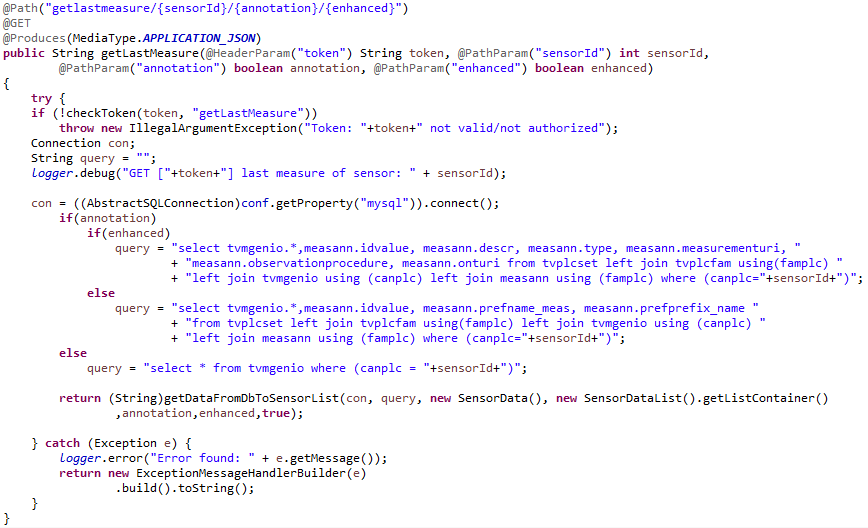 @Path("getlastmeasure/{sensorId}/{annotation}/{enhanced}")
@GET
@Produces(MediaType.APPLICATION_JSON)
public String getLastMeasure(@HeaderParam("token") String token, @PathParam("sensorId") int sensorId,
        @PathParam("annotation") boolean annotation, @PathParam("enhanced") boolean enhanced)
{
    try {
    if (!checkToken(token, "getLastMeasure"))
        throw new IllegalArgumentException("Token: "+token+" not valid/not authorized");
    Connection con;
    String query = "";
    logger.debug("GET ["+token+"] last measure of sensor: " + sensorId);

    con = ((AbstractSQLConnection)conf.getProperty("mysql")).connect();
        if(annotation)
            if(enhanced)
                query = "select tvmgenio.*,measann.idvalue, measann.descr, measann.type, measann.measurementuri, "
                        + "measann.observationprocedure, measann.onturi from tvplcset left join tvplcfam using(famplc) "
                        + "left join tvmgenio using (canplc) left join measann using (famplc) where (canplc="+sensorId+")";
            else
                query = "select tvmgenio.*,measann.idvalue, measann.prefname_meas, measann.prefprefix_name "
                        + "from tvplcset left join tvplcfam using(famplc) left join tvmgenio using (canplc) "
                        + "left join measann using (famplc) where (canplc="+sensorId+")";
        else
            query = "select * from tvmgenio where (canplc = "+sensorId+")";

        return (String)getDataFromDbToSensorList(con, query, new SensorData(), new SensorDataList().getListContainer()
                ,annotation,enhanced,true);

    } catch (Exception e) {
        logger.error("Error found: " + e.getMessage());
        return new ExceptionMessageHandlerBuilder(e)
                .build().toString();
    }
}